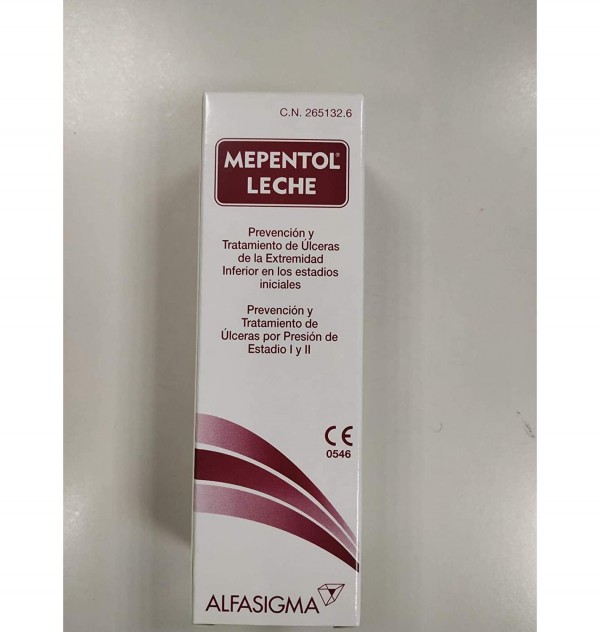 C.N. 265132.6
MEPENTOL®
LECHE
Prevención y
Tratamiento de Úlceras
de la Extremidad
Inferior en los estadios
iniciales
Prevención y
Tratamiento de
Úlceras por Presión de
Estadio I y II
CE
0546
ALFASIGMA